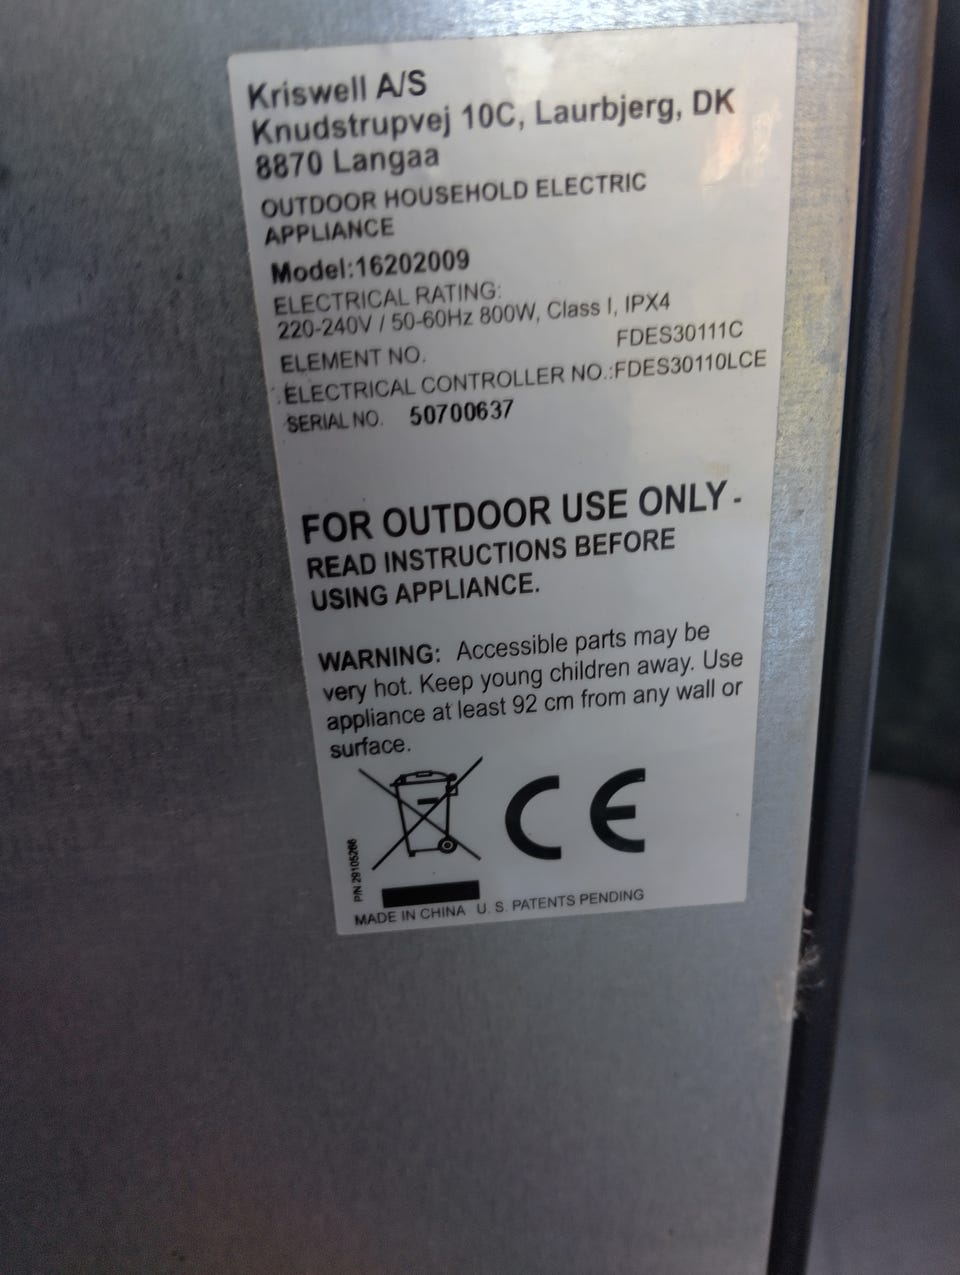 Kriswell A/S
Knudstrupvej 10C, Laurbjerg, DK
8870 Langaa
OUTDOOR HOUSEHOLD ELECTRIC
APPLIANCE
Model:16202009
ELECTRICAL RATING:
220-240V / 50-60Hz 800W, Class I, IPX4
ELEMENT NO. FDES30111C
ELECTRICAL CONTROLLER NO.:FDES30110LCE
SERIAL NO. 50700637
FOR OUTDOOR USE ONLY -
READ INSTRUCTIONS BEFORE
USING APPLIANCE.
WARNING: Accessible parts may be
very hot. Keep young children away. Use
appliance at least 92 cm from any wall or
surface.
CE
P/N 29105266
MADE IN CHINA U. S. PATENTS PENDING